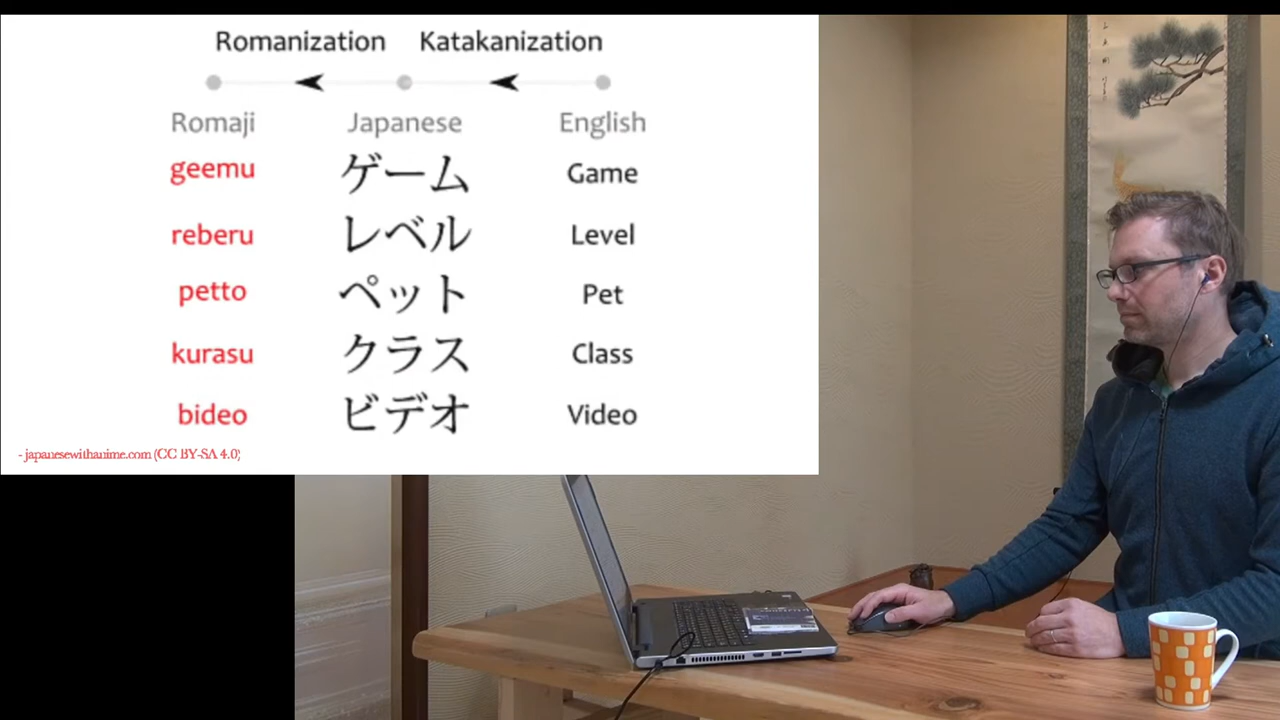 Romanization Katakanization
Romaji Japanese English
geemu ゲーム Game
reberu レベル Level
petto ペット Pet
kurasu クラス Class
bideo ビデオ Video
- japanesewithanime.com (CC BY-SA 4.0)